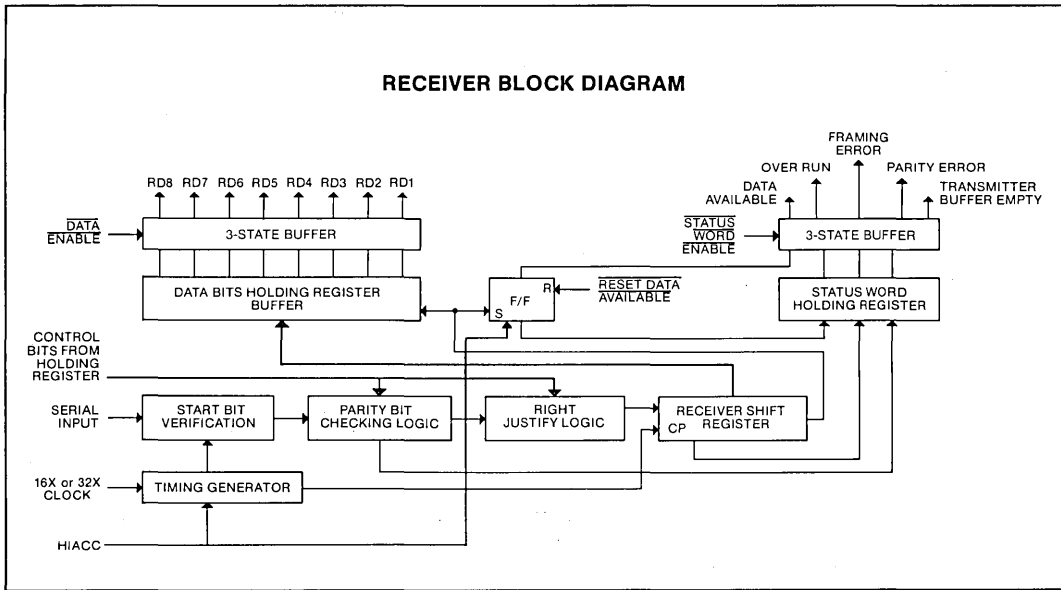 RECEIVER BLOCK DIAGRAM
FRAMING
ERROR
OVER RUN
PARITY ERROR
DATA
AVAILABLE
TRANSMITTER
BUFFER EMPTY
RD8 RD7 RD6 RD5 RD4 RD3 RD2 RD1
DATA
ENABLE
3-STATE BUFFER
STATUS
WORD
ENABLE
3-STATE BUFFER
DATA BITS HOLDING REGISTER
BUFFER
F/F
R
S
RESET DATA
AVAILABLE
STATUS WORD
HOLDING REGISTER
CONTROL
BITS FROM
HOLDING
REGISTER
SERIAL
INPUT
START BIT
VERIFICATION
PARITY BIT
CHECKING LOGIC
RIGHT
JUSTIFY LOGIC
RECEIVER SHIFT
REGISTER
CP
16X or 32X
CLOCK
TIMING GENERATOR
HIACC